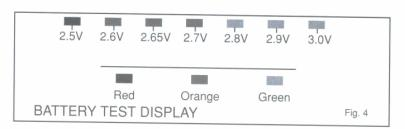 2.5V 2.6V 2.65V 2.7V 2.8V 2.9V 3.0V
Red Orange Green
BATTERY TEST DISPLAY Fig. 4